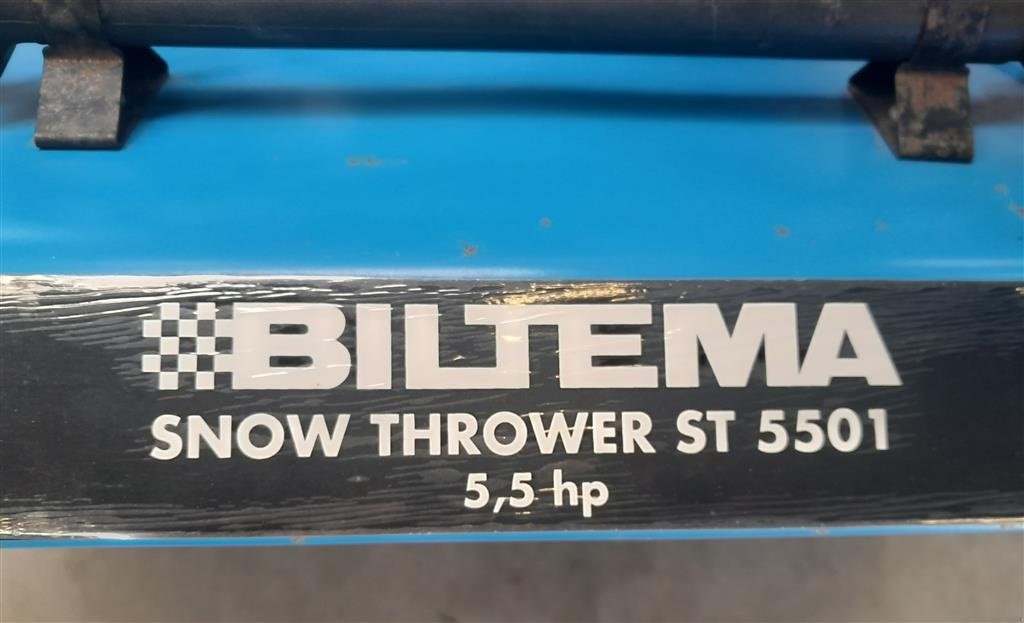 BILTEMA
SNOW THROWER ST 5501
5,5 hp